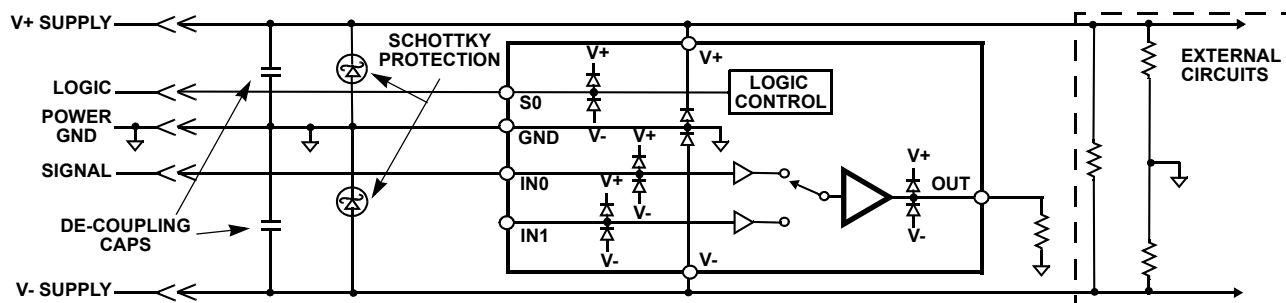 V+ SUPPLY
LOGIC
POWER
GND
SIGNAL
DE-COUPLING
CAPS
V- SUPPLY
SCHOTTKY
PROTECTION
S0
GND
IN0
IN1
V+
V-
V+
V-
V+
V-
V+
LOGIC
CONTROL
V-
V+
V-
OUT
EXTERNAL
CIRCUITS